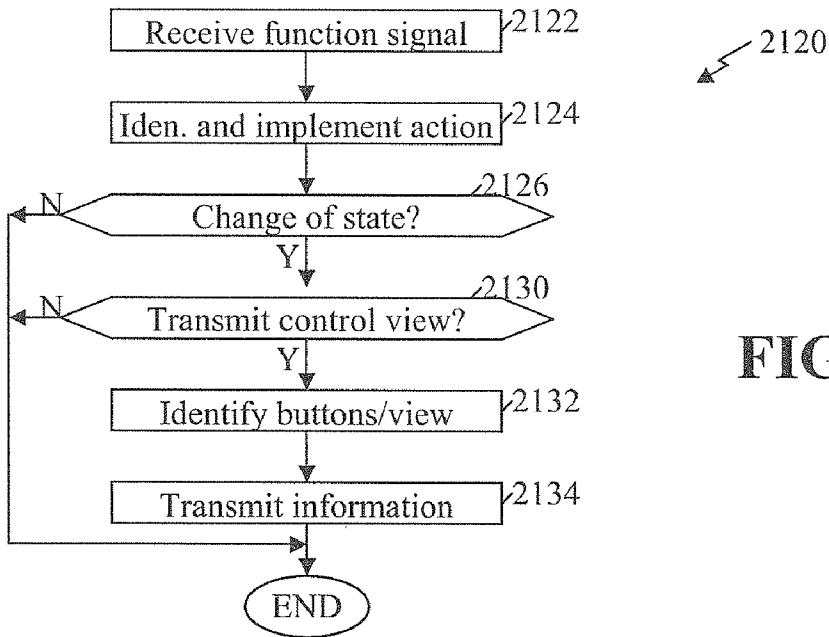 Receive function signal 2122
2120
Iden. and implement action 2124
2126
N
Change of state?
Y
2130
N
Transmit control view?
Y
FIG
Identify buttons/view 2132
Transmit information 2134
END